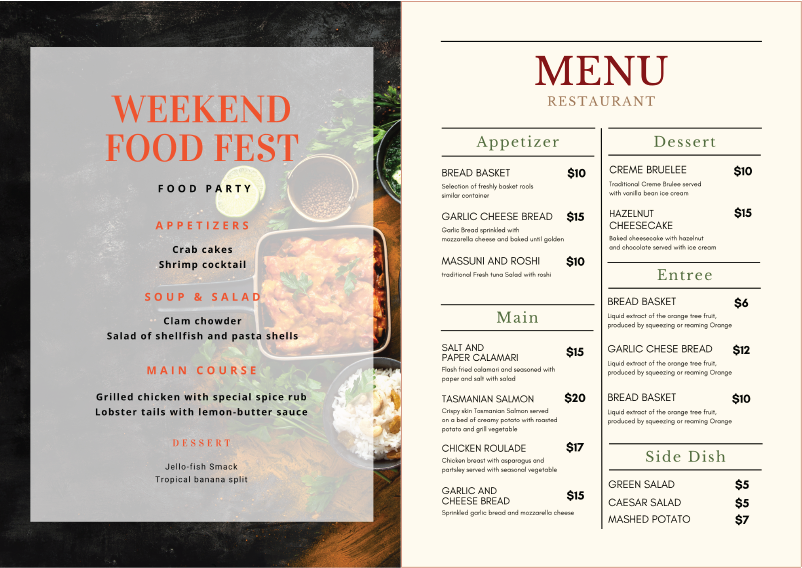 WEEKEND
FOOD FEST
FOOD PARTY
APPETIZERS
Crab cakes
Shrimp cocktail
SOUP & SALAD
Clam chowder
Salad of shellfish and pasta shells
MAIN COURSE
Grilled chicken with special spice rub
Lobster tails with lemon-butter sauce
DESSERT
Jello-fish Smack
Tropical banana split
MENU
RESTAURANT
Appetizer
BREAD BASKET $10
Selection of freshly basket rools
similar container
GARLIC CHEESE BREAD $15
Garlic Bread sprinkled with
mozzarella cheese and baked until golden
MASSUNI AND ROSHI $10
traditional Fresh tuna Salad with roshi
Main
SALT AND
PAPER CALAMARI $15
Flash fried calamari and seasoned with
paper and salt with salad
TASMANIAN SALMON $20
Crispy skin Tasmanian Salmon served
on a bed of creamy potato with roasted
potato and grill vegetable
CHICKEN ROULADE $17
Chicken breast with asparagus and
partsley served with seasonal vegetable
GARLIC AND
CHEESE BREAD $15
Sprinkled garlic bread and mozzarella cheese
Dessert
CREME BRUELEE $10
Traditional Creme Brulee served
with vanilla bean ice cream
HAZELNUT $15
CHEESECAKE
Baked cheesecake with hazelnut
and chocolate served with ice cream
Entree
BREAD BASKET $6
Liquid extract of the orange tree fruit,
produced by squeezing or reaming Orange
GARLIC CHESE BREAD $12
Liquid extract of the orange tree fruit,
produced by squeezing or reaming Orange
BREAD BASKET $10
Liquid extract of the orange tree fruit,
produced by squeezing or reaming Orange
Side Dish
GREEN SALAD $5
CAESAR SALAD $5
MASHED POTATO $7